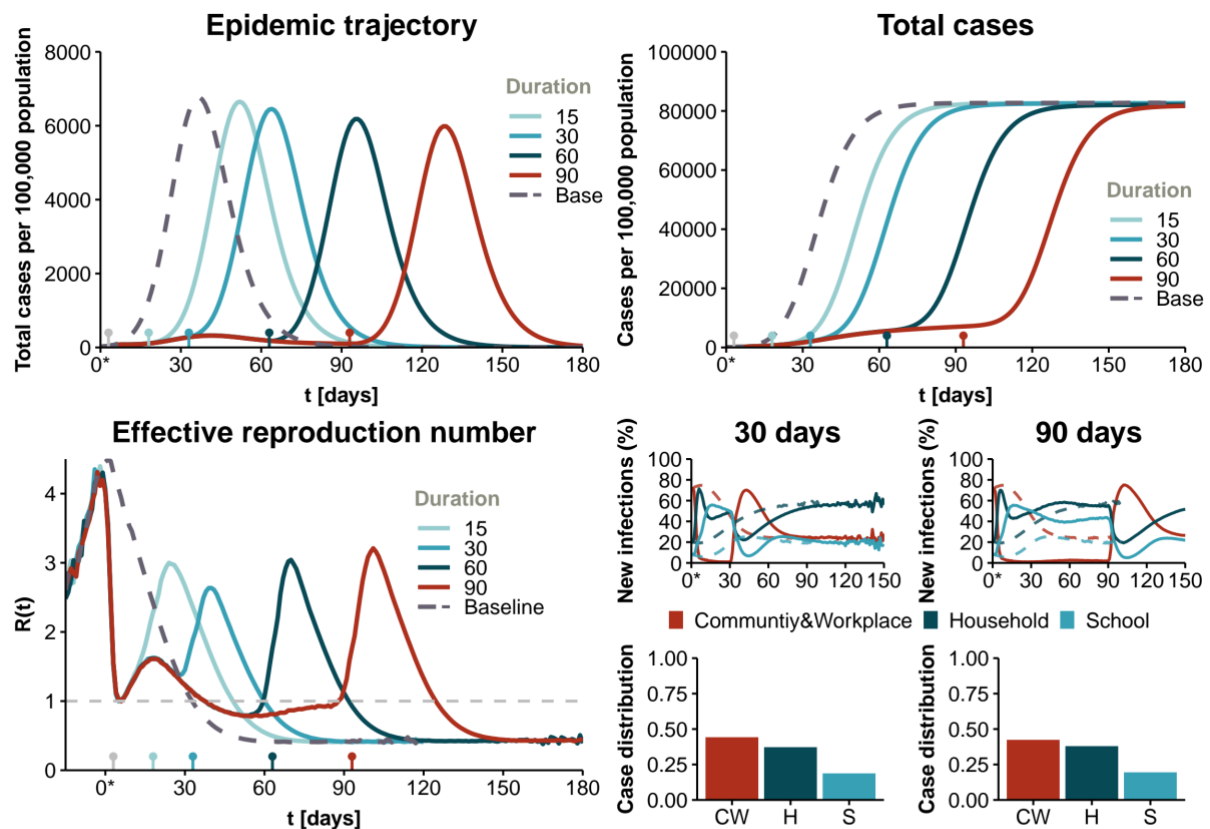 Epidemic trajectory
Total cases per 100,000 population
8000
6000
4000
2000
0
0* 30 60 90 120 150 180
t [days]
Duration
15
30
60
90
Base
Total cases
Cases per 100,000 population
100000
80000
60000
40000
20000
0
0* 30 60 90 120 150 180
t [days]
Duration
15
30
60
90
Base
Effective reproduction number
R(t)
4
3
2
1
0
0* 30 60 90 120 150 180
t [days]
Duration
15
30
60
90
Baseline
30 days
New infections (%)
100
80
60
40
20
0
0* 30 60 90 120 150
90 days
New infections (%)
100
80
60
40
20
0
0* 30 60 90 120 150
Communtiy&Workplace Household School
Case distribution
1.00
0.75
0.50
0.25
0.00
CW H S
Case distribution
1.00
0.75
0.50
0.25
0.00
CW H S